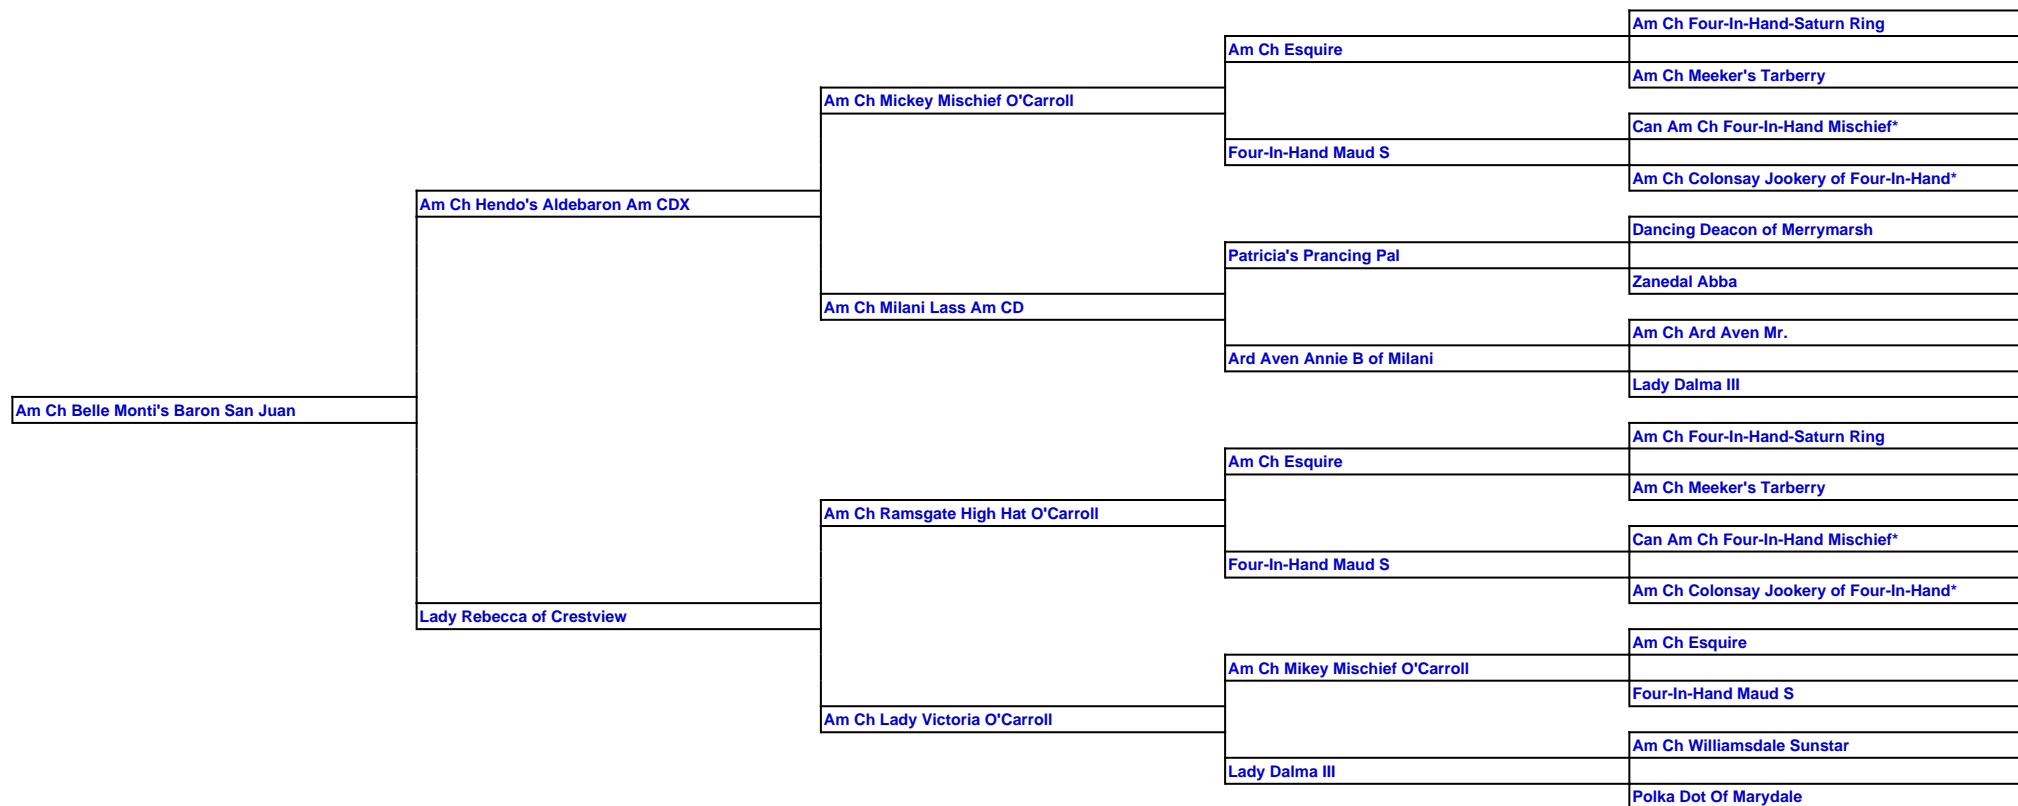 Am Ch Four-In-Hand-Saturn Ring
Am Ch Esquire
Am Ch Meeker's Tarberry
Am Ch Mickey Mischief O'Carroll
Can Am Ch Four-In-Hand Mischief*
Four-In-Hand Maud S
Am Ch Colonsay Jookery of Four-In-Hand*
Am Ch Hendo's Aldebaron Am CDX
Dancing Deacon of Merrymarsh
Patricia's Prancing Pal
Zanedal Abba
Am Ch Milani Lass Am CD
Am Ch Ard Aven Mr.
Ard Aven Annie B of Milani
Lady Dalma III
Am Ch Belle Monti's Baron San Juan
Am Ch Four-In-Hand-Saturn Ring
Am Ch Esquire
Am Ch Meeker's Tarberry
Am Ch Ramsgate High Hat O'Carroll
Can Am Ch Four-In-Hand Mischief*
Four-In-Hand Maud S
Am Ch Colonsay Jookery of Four-In-Hand*
Lady Rebecca of Crestview
Am Ch Esquire
Am Ch Mikey Mischief O'Carroll
Four-In-Hand Maud S
Am Ch Lady Victoria O'Carroll
Am Ch Williamsdale Sunstar
Lady Dalma III
Polka Dot Of Marydale